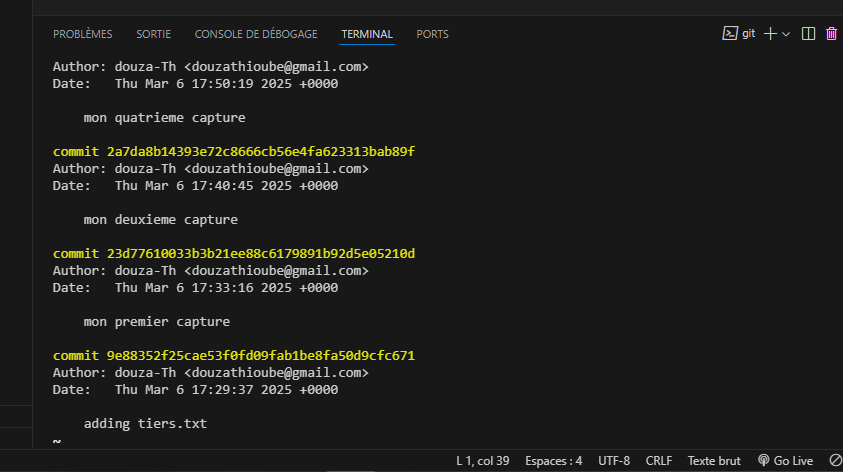 PROBLÈMES SORTIE CONSOLE DE DÉBOGAGE TERMINAL PORTS git
Author: douza-Th <douzathioube@gmail.com>
Date:   Thu Mar 6 17:50:19 2025 +0000
mon quatrieme capture
commit 2a7da8b14393e72c8666cb56e4fa623313bab89f
Author: douza-Th <douzathioube@gmail.com>
Date:   Thu Mar 6 17:40:45 2025 +0000
mon deuxieme capture
commit 23d77610033b3b21ee88c6179891b92d5e05210d
Author: douza-Th <douzathioube@gmail.com>
Date:   Thu Mar 6 17:33:16 2025 +0000
mon premier capture
commit 9e88352f25cae53f0fd09fab1be8fa50d9cfc671
Author: douza-Th <douzathioube@gmail.com>
Date:   Thu Mar 6 17:29:37 2025 +0000
adding tiers.txt
~
L 1, col 39 Espaces : 4 UTF-8 CRLF Texte brut Go Live